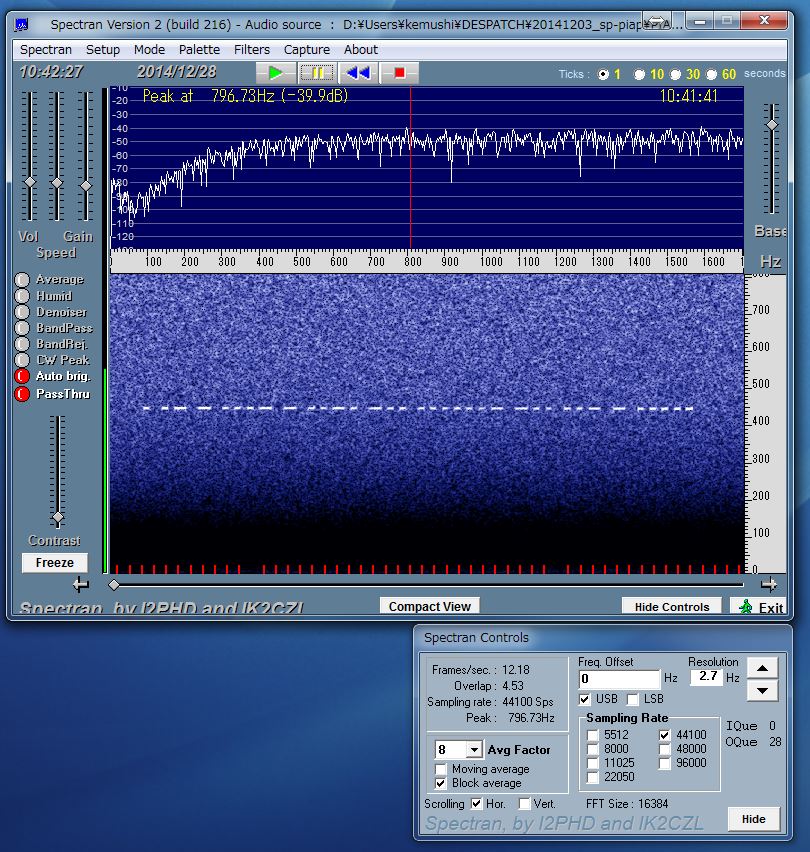 Spectran Version 2 (build 216) - Audio source : D:¥Users¥kemushi¥DESPATCH¥20141203_sp-piap¥
Spectran Setup Mode Palette Filters Capture About
10:42:27 2014/12/28 Ticks : 1 10 30 60 seconds
Peak at 796.73Hz (-39.9dB) 10:41:41
-10
-20
-30
-40
-50
-60
-70
-80
-90
-100
-110
-120
Vol Gain
Speed
Base
100 200 300 400 500 600 700 800 900 1000 1100 1200 1300 1400 1500 1600 Hz
Average
Humid
Denoiser
BandPass
BandRej.
CW Peak
Auto brig.
PassThru
700
600
500
400
300
200
100
0
Contrast
Freeze
Spectran, by I2PHD and IK2CZL
Compact View
Hide Controls
Exit
Spectran Controls
Frames/sec. : 12.18
Overlap : 4.53
Sampling rate : 44100 Sps
Peak : 796.73Hz
Freq. Offset
0 Hz
Resolution
2.7 Hz
USB LSB
8 Avg Factor
Moving average
Block average
Sampling Rate
5512 44100
8000 48000
11025 96000
22050
IQue 0
OQue 28
Scrolling Hor. Vert.
FFT Size : 16384
Spectran, by I2PHD and IK2CZL
Hide